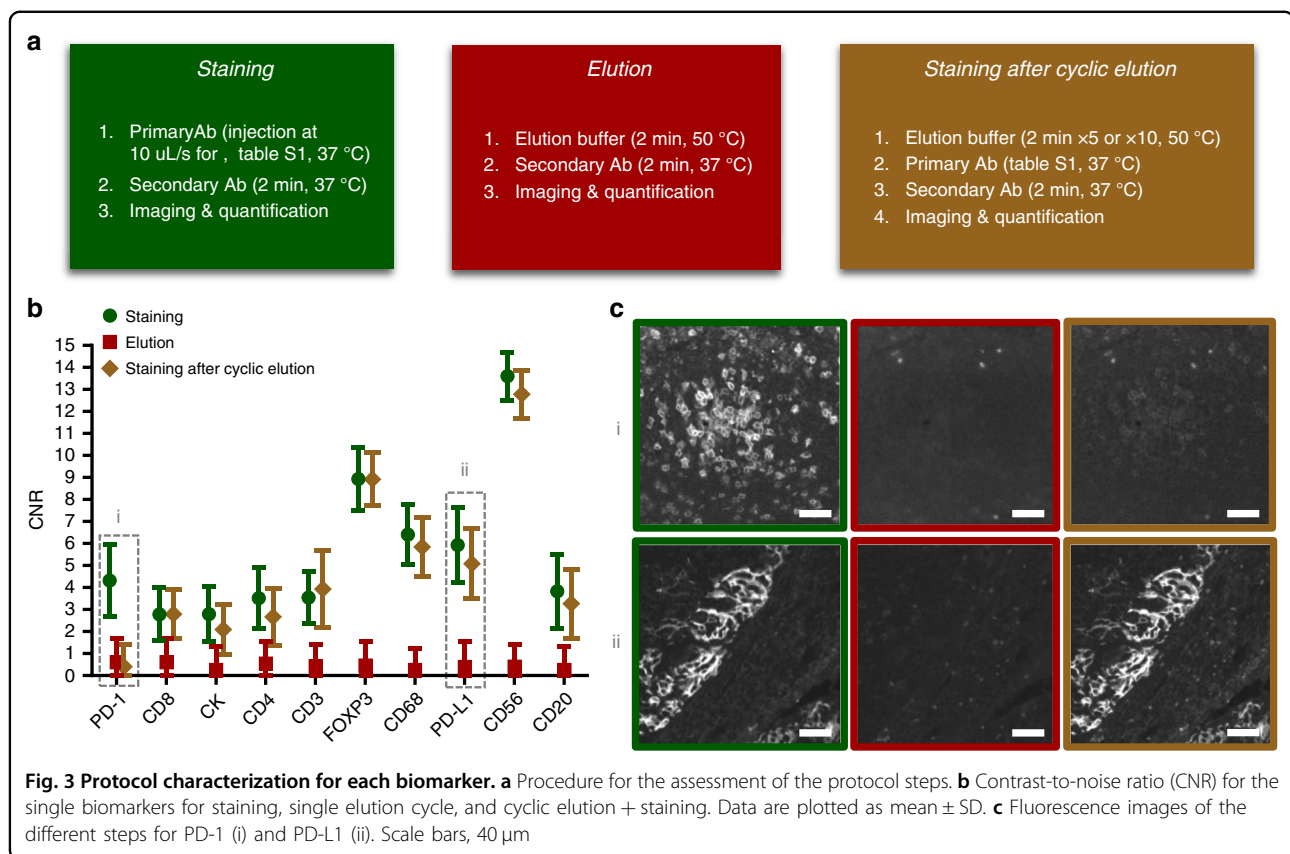 a
Staining
1. PrimaryAb (injection at
10 uL/s for , table S1, 37 °C)
2. Secondary Ab (2 min, 37 °C)
3. Imaging & quantification
Elution
1. Elution buffer (2 min, 50 °C)
2. Secondary Ab (2 min, 37 °C)
3. Imaging & quantification
Staining after cyclic elution
1. Elution buffer (2 min ×5 or ×10, 50 °C)
2. Primary Ab (table S1, 37 °C)
3. Secondary Ab (2 min, 37 °C)
4. Imaging & quantification
b
Staining
Elution
Staining after cyclic elution
15
14
13
12
11
10
9
8
7
6
5
4
3
2
1
0
CNR
i
ii
PD-1
CD8
CK
CD4
CD3
FOXP3
CD68
PD-L1
CD56
CD20
c
i
ii
Fig. 3 Protocol characterization for each biomarker. a Procedure for the assessment of the protocol steps. b Contrast-to-noise ratio (CNR) for the
single biomarkers for staining, single elution cycle, and cyclic elution + staining. Data are plotted as mean ± SD. c Fluorescence images of the
different steps for PD-1 (i) and PD-L1 (ii). Scale bars, 40 μm